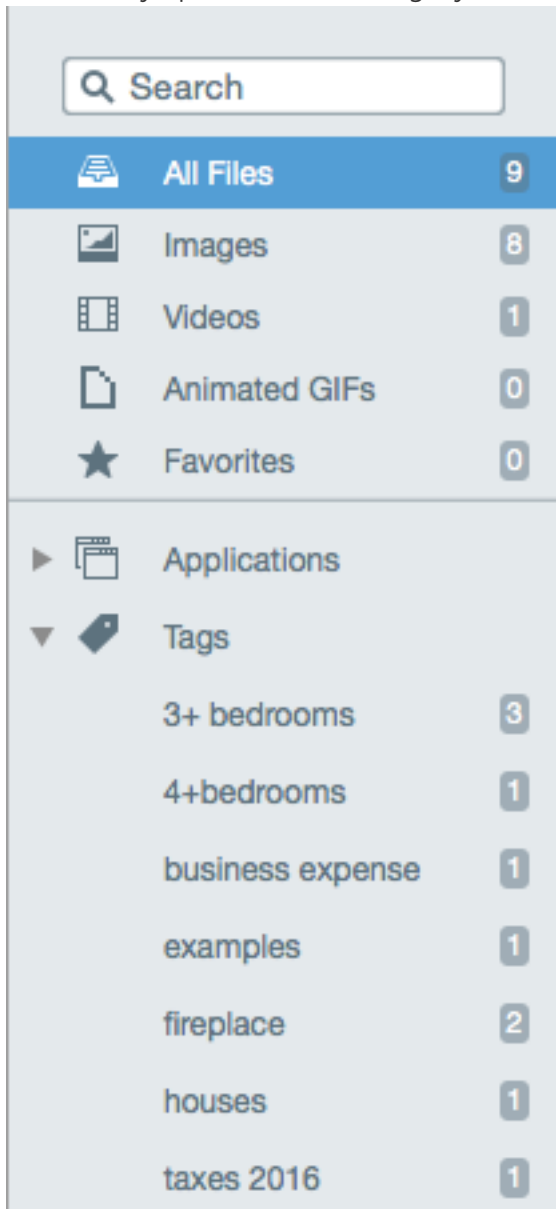 Search
All Files 9
Images 8
Videos 1
Animated GIFs 0
Favorites 0
Applications
Tags
3+ bedrooms 3
4+bedrooms 1
business expense 1
examples 1
fireplace 2
houses 1
taxes 2016 1